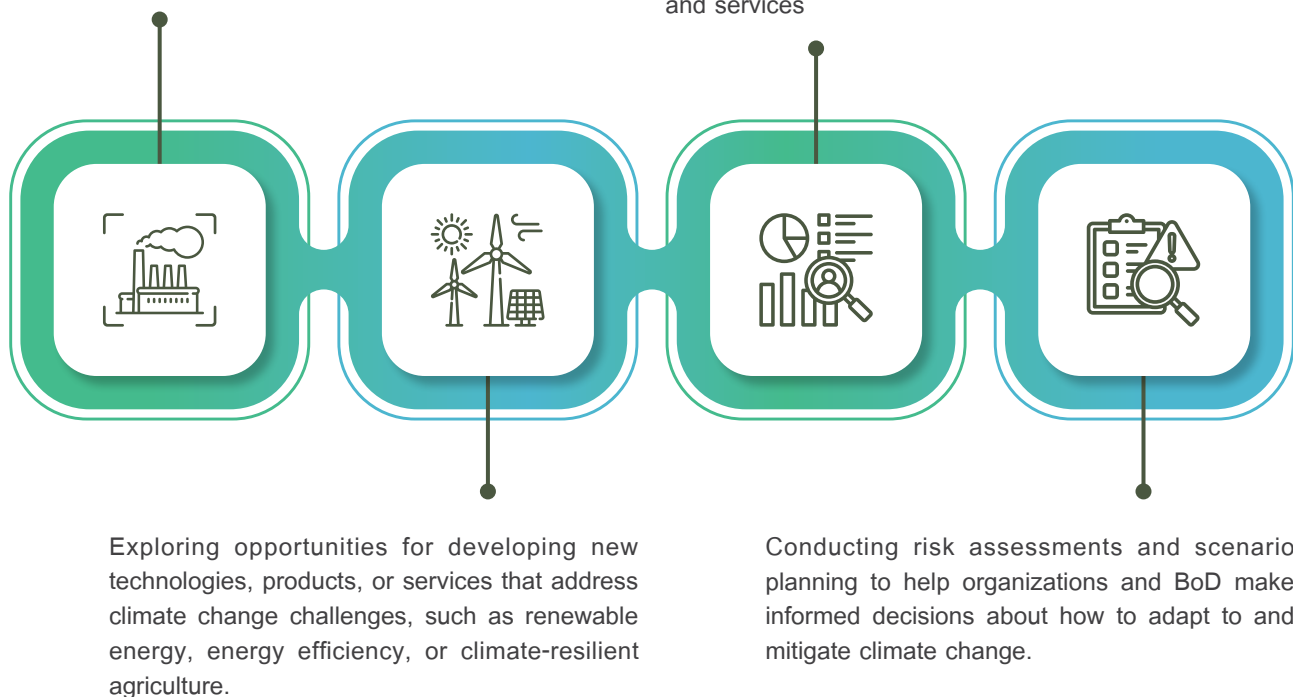 and services
Exploring opportunities for developing new
technologies, products, or services that address
climate change challenges, such as renewable
energy, energy efficiency, or climate-resilient
agriculture.
Conducting risk assessments and scenario
planning to help organizations and BoD make
informed decisions about how to adapt to and
mitigate climate change.